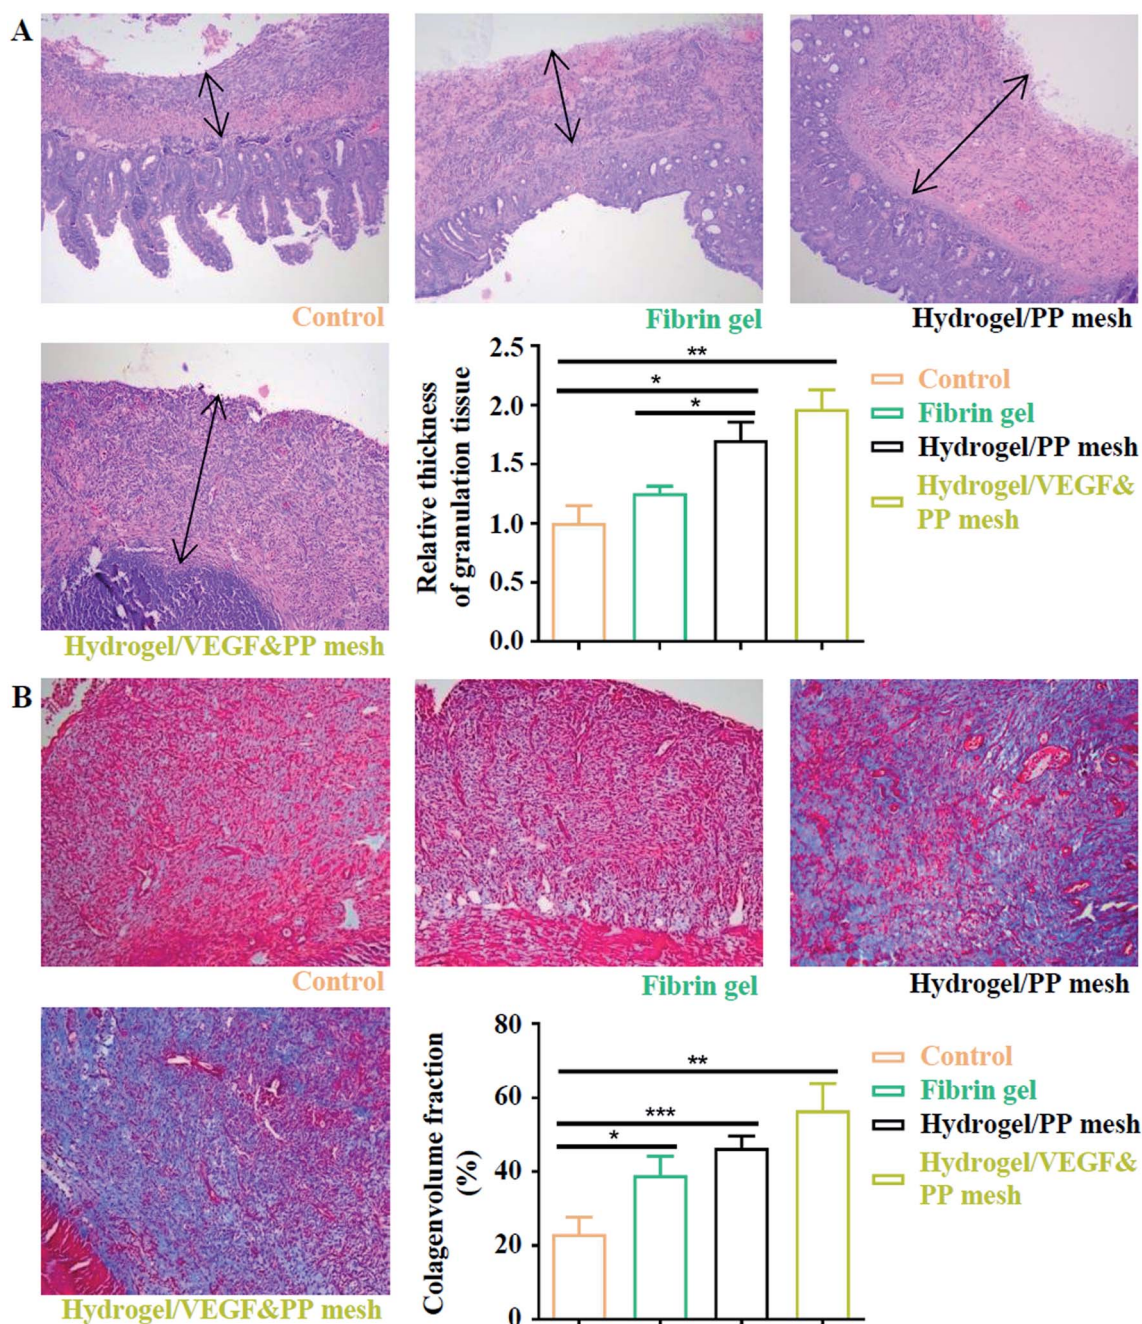 A
Control
Fibrin gel
Hydrogel/PP mesh
Hydrogel/VEGF&PP mesh
Relative thickness
of granulation tissue
2.5
2.0
1.5
1.0
0.5
0.0
**
*
*
Control
Fibrin gel
Hydrogel/PP mesh
Hydrogel/VEGF&
PP mesh
B
Control
Fibrin gel
Hydrogel/PP mesh
Hydrogel/VEGF&PP mesh
Colagenvolume fraction
(%)
80
60
40
20
0
**
***
*
Control
Fibrin gel
Hydrogel/PP mesh
Hydrogel/VEGF&
PP mesh